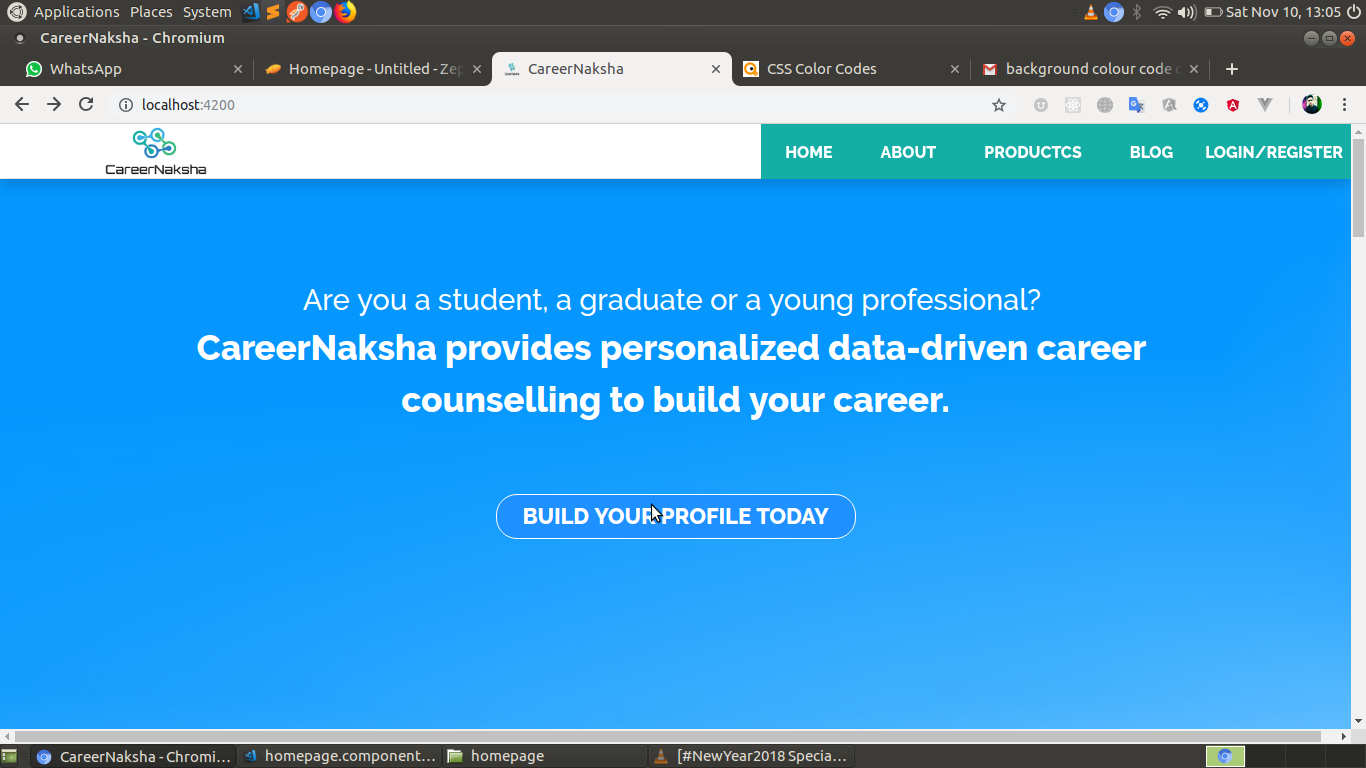 Applications Places System Sat Nov 10, 13:05
CareerNaksha - Chromium
WhatsApp Homepage - Untitled - Zep CareerNaksha CSS Color Codes background colour code
localhost:4200
CareerNaksha HOME ABOUT PRODUCTCS BLOG LOGIN/REGISTER
Are you a student, a graduate or a young professional?
CareerNaksha provides personalized data-driven career
counselling to build your career.
BUILD YOUR PROFILE TODAY
CareerNaksha - Chromi... homepage.component... homepage [#NewYear2018 Specia...